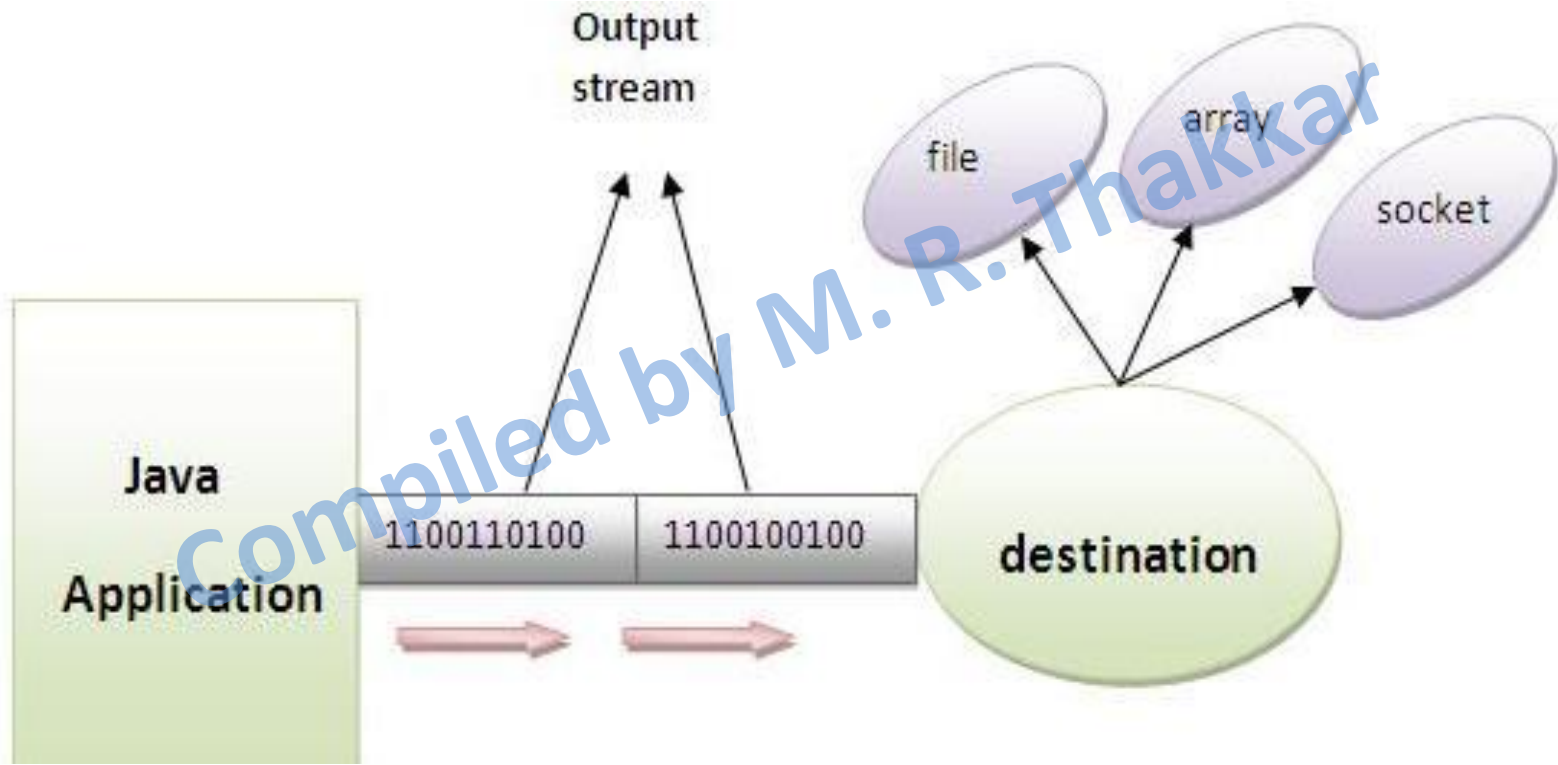 Output
stream
file
array
socket
Java
Application
1100110100
1100100100
destination
Compiled by M. R. Thakkar